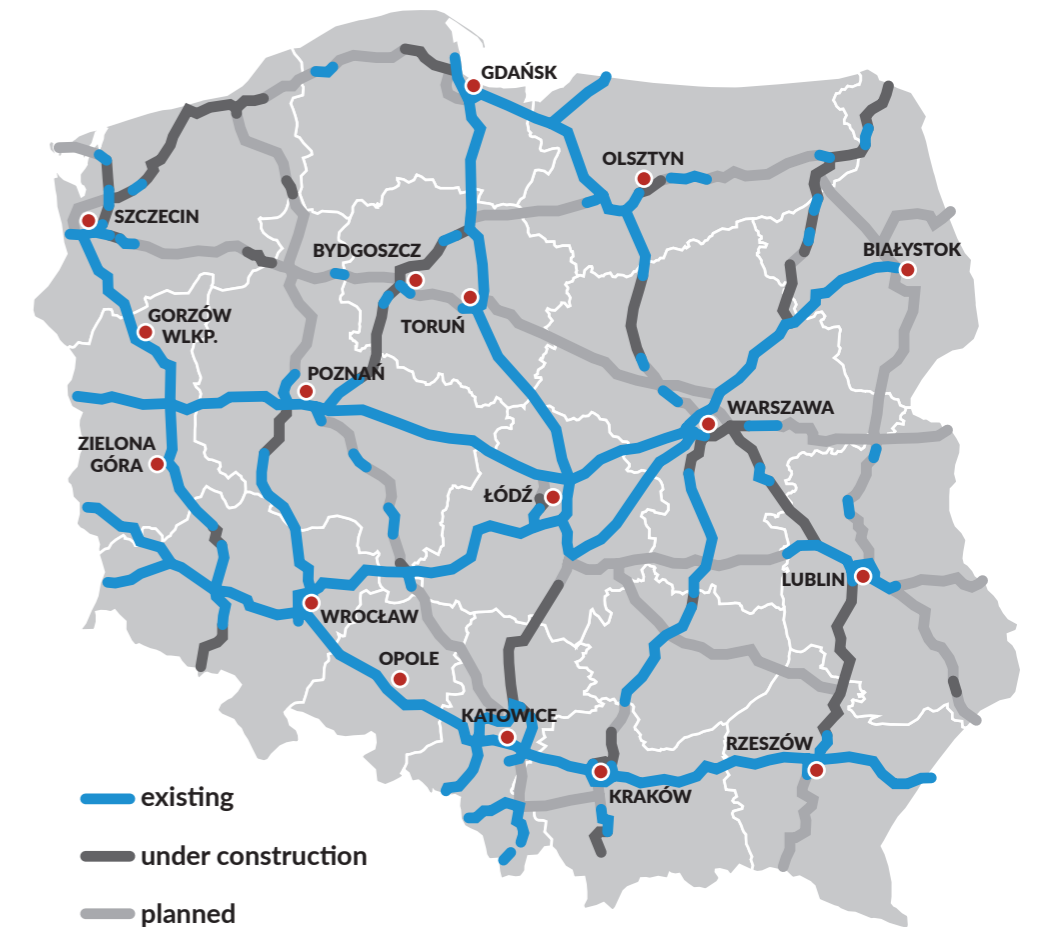 GDAŃSK
OLSZTYN
SZCZECIN
BYDGOSZCZ
BIAŁYSTOK
GORZÓW
WLKP.
TORUŃ
POZNAŃ
WARSZAWA
ZIELONA
GÓRA
ŁÓDŹ
LUBLIN
WROCŁAW
OPOLE
KATOWICE
RZESZÓW
KRAKÓW
existing
under construction
planned